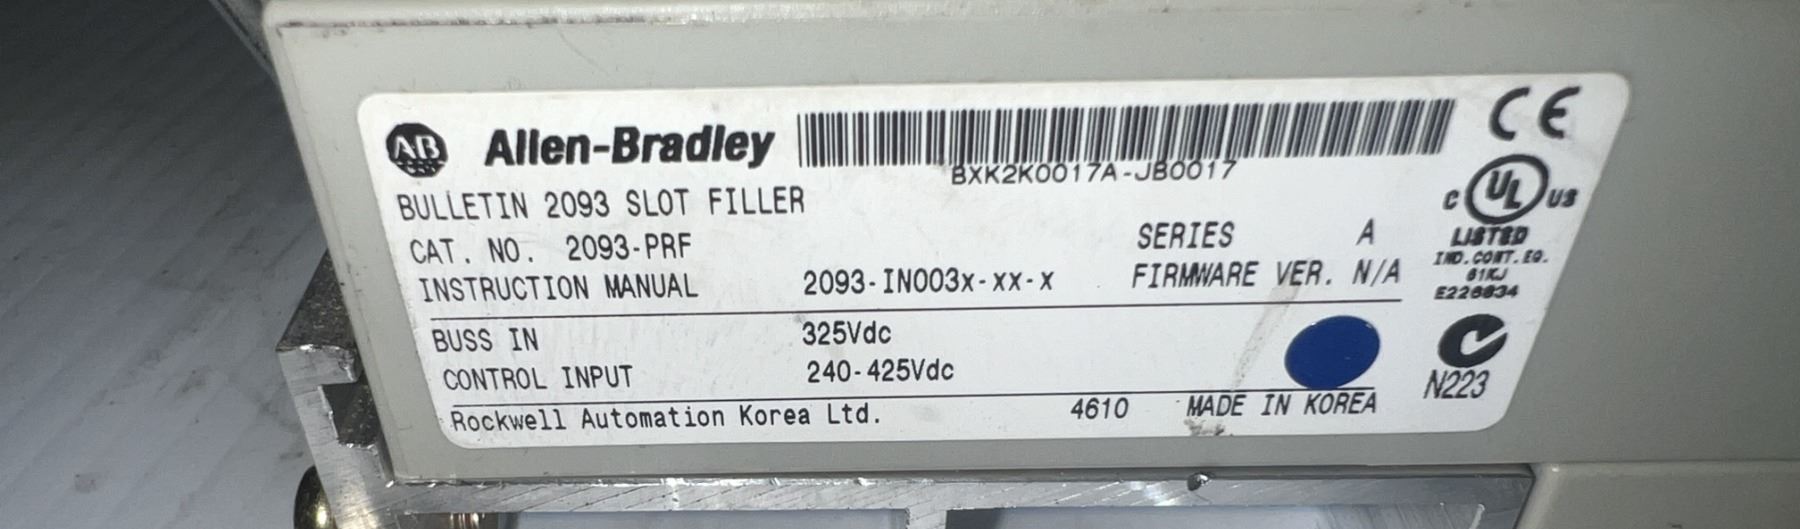 AB Allen-Bradley
BXK2K0017A-JB0017
CE
BULLETIN 2093 SLOT FILLER
CAT. NO. 2093-PRF
SERIES A
INSTRUCTION MANUAL 2093-IN003x-xx-x
FIRMWARE VER. N/A
C UL US
LISTED
IND.CONT.EQ.
61KJ
E226834
BUSS IN 325Vdc
CONTROL INPUT 240-425Vdc
N223
Rockwell Automation Korea Ltd. 4610 MADE IN KOREA